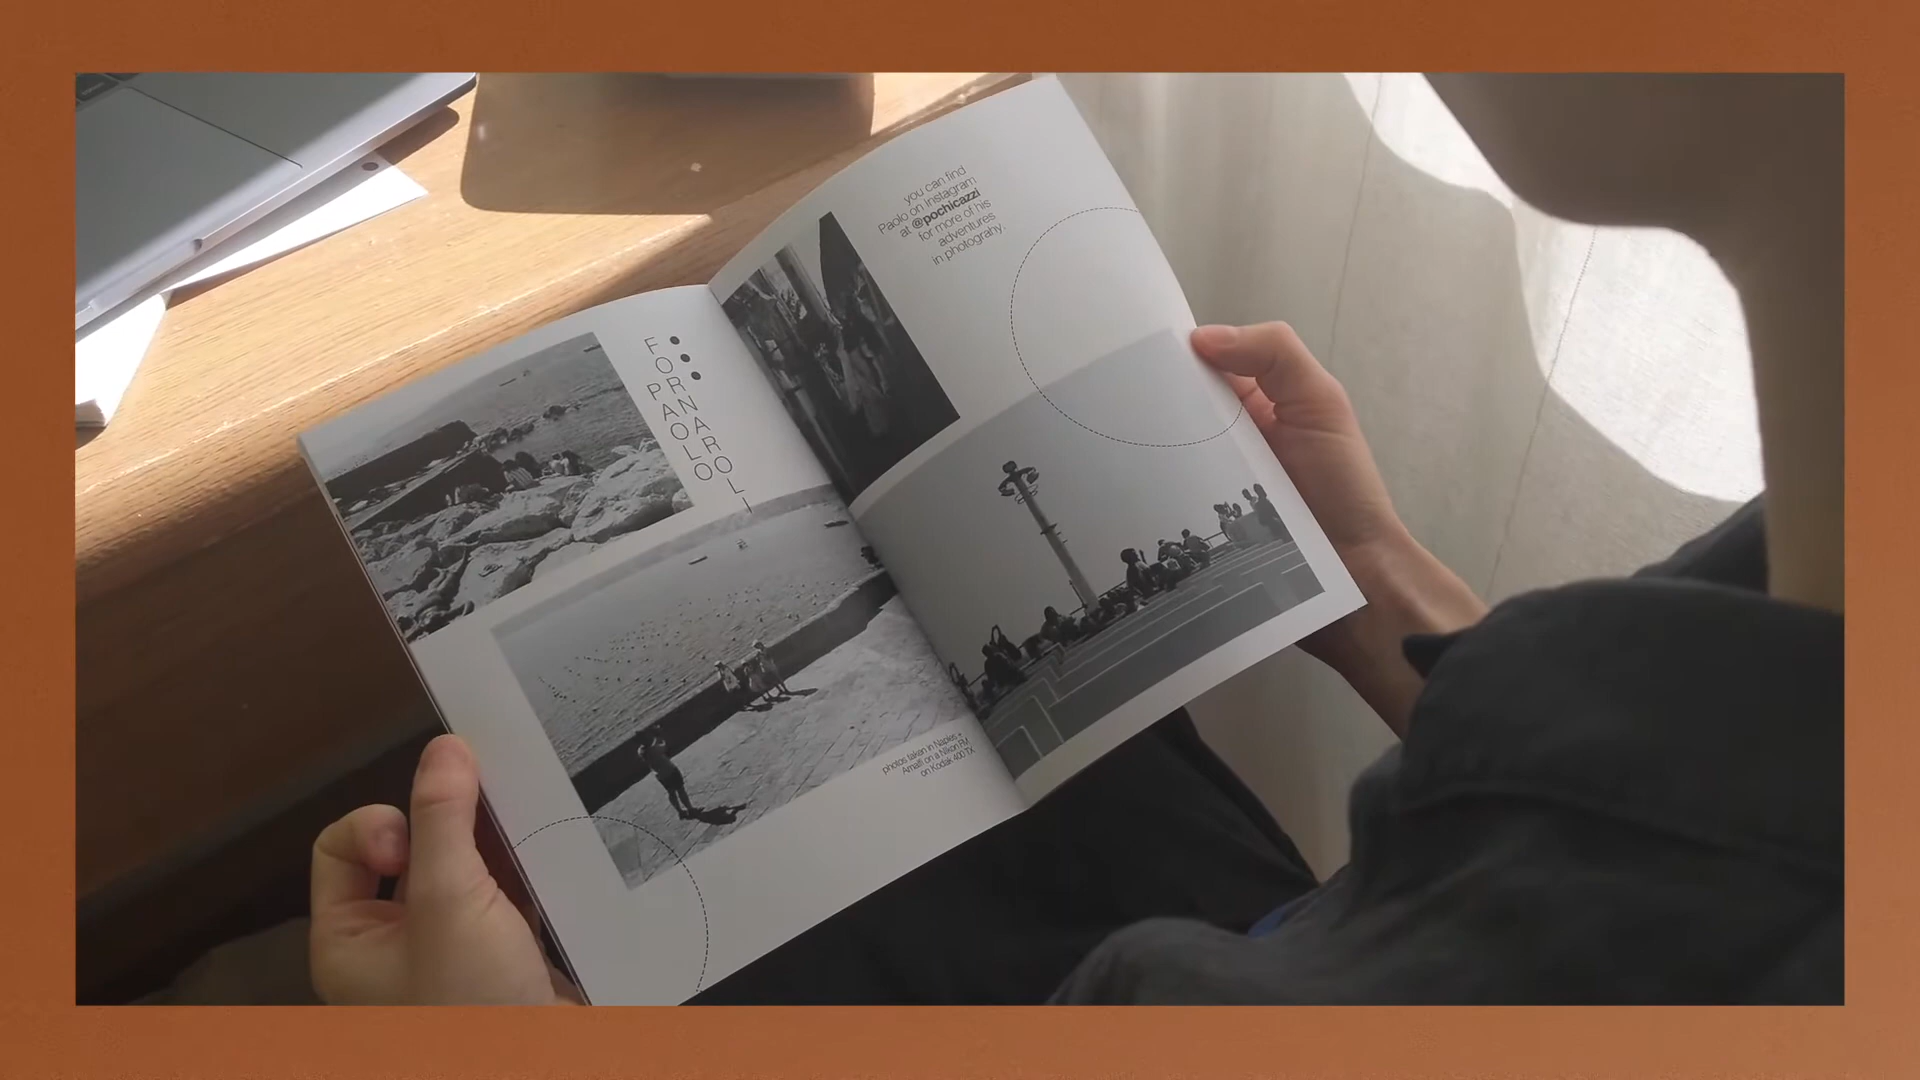 PAOLO
FORNAROLI
photos taken in Naples +
Amalfi on a Nikon FM
on Kodak 400 TX
you can find
Paolo on instagram
at @pochicazzi
for more of his
adventures
in photograhy.